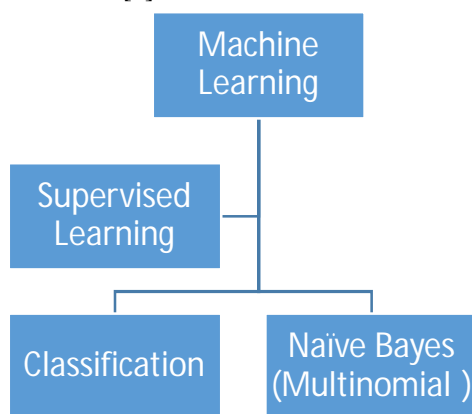 Machine
Learning
Supervised
Learning
Classification
Naïve Bayes
(Multinomial )